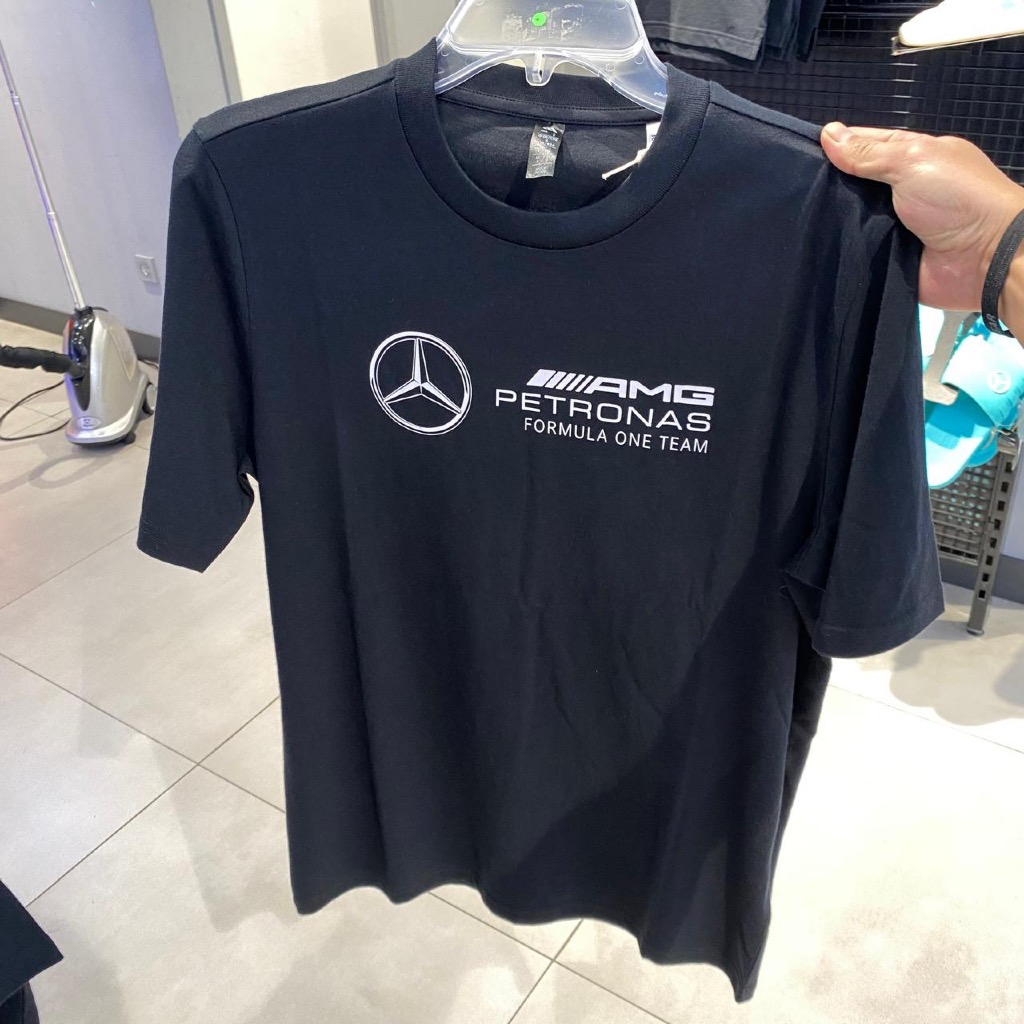 AMG
PETRONAS
FORMULA ONE TEAM